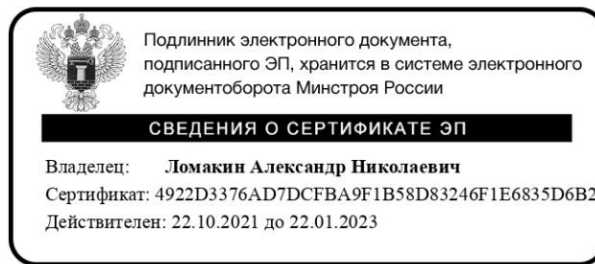 Подлинник электронного документа,
подписанного ЭП, хранится в системе электронного
документоборота Минстроя России
СВЕДЕНИЯ О СЕРТИФИКАТЕ ЭП
Владелец: Ломакин Александр Николаевич
Сертификат: 4922D3376AD7DCFBA9F1B58D83246F1E6835D6B2
Действителен: 22.10.2021 до 22.01.2023